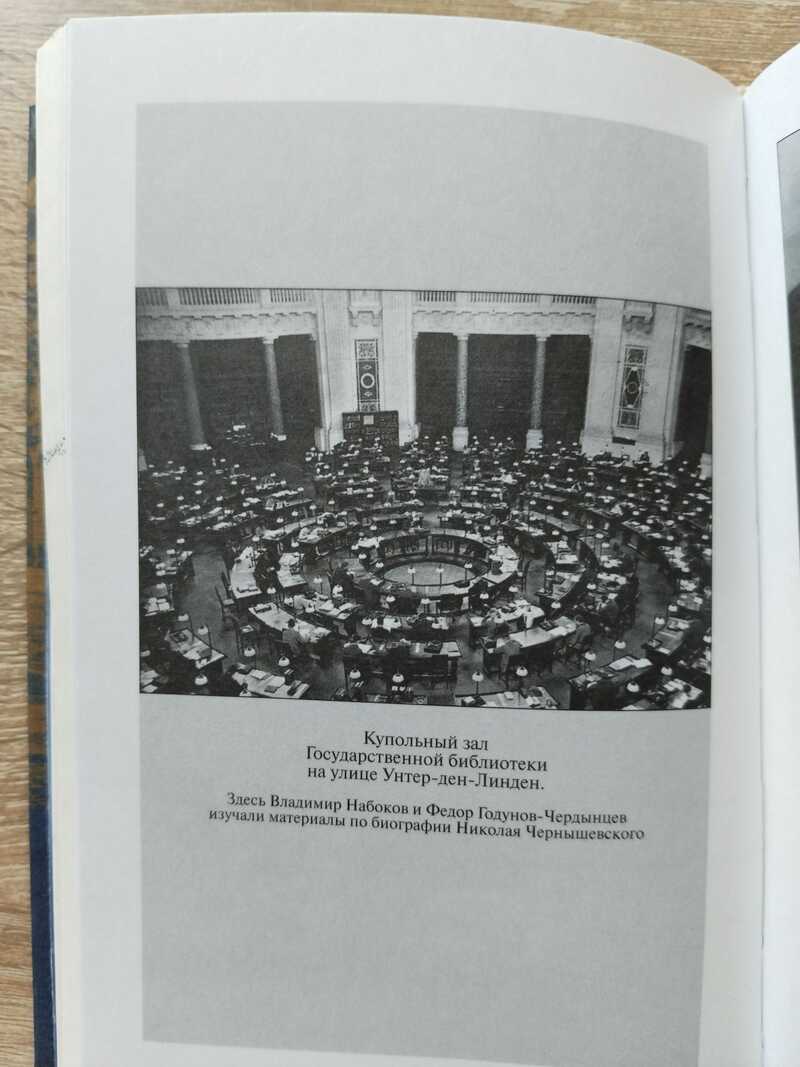 Купольный зал
Государственной библиотеки
на улице Унтер-ден-Линден.
Здесь Владимир Набоков и Федор Годунов-Чердынцев
изучали материалы по биографии Николая Чернышевского